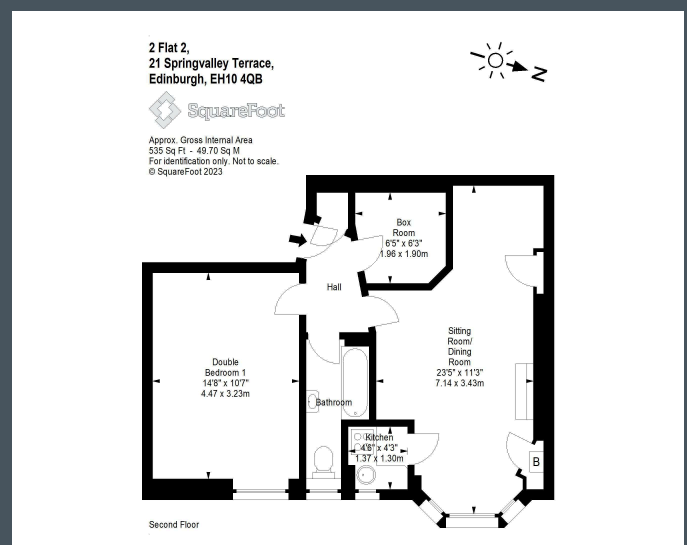 2 Flat 2,
21 Springvalley Terrace,
Edinburgh, EH10 4QB
SquareFoot
Approx. Gross Internal Area
535 Sq Ft - 49.70 Sq M
For identification only. Not to scale.
© SquareFoot 2023
N
Box
Room
6'5" x 6'3"
1.96 x 1.90m
Hall
Sitting
Room/
Dining
Room
23'5" x 11'3"
7.14 x 3.43m
Double
Bedroom 1
14'8" x 10'7"
4.47 x 3.23m
Bathroom
Kitchen
4'6" x 4'3"
1.37 x 1.30m
B
Second Floor